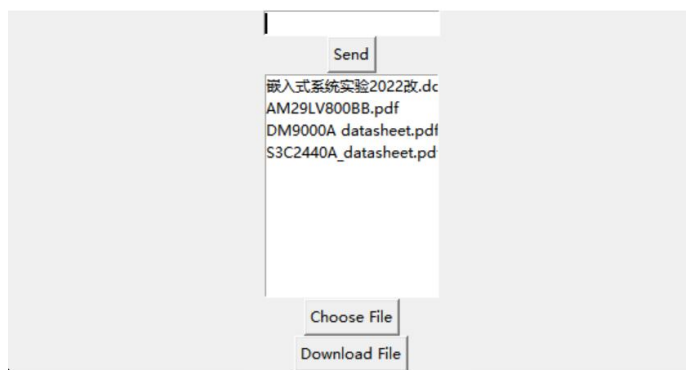 Send
嵌入式系统实验2022改.dc
AM29LV800BB.pdf
DM9000A datasheet.pdf
S3C2440A_datasheet.pd
Choose File
Download File